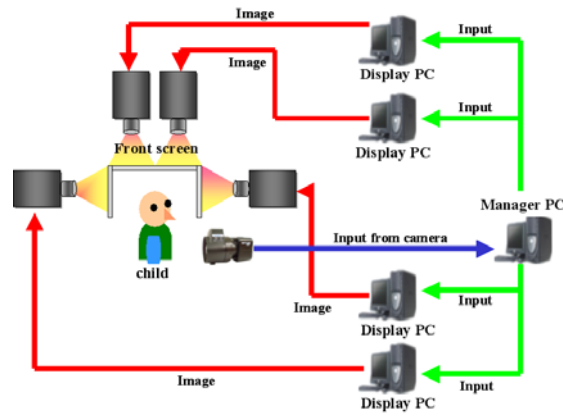 Image
Input
Image
Display PC
Input
Display PC
Front screen
Manager PC
Input from camera
child
Input
Image
Display PC
Display PC
Image
Input